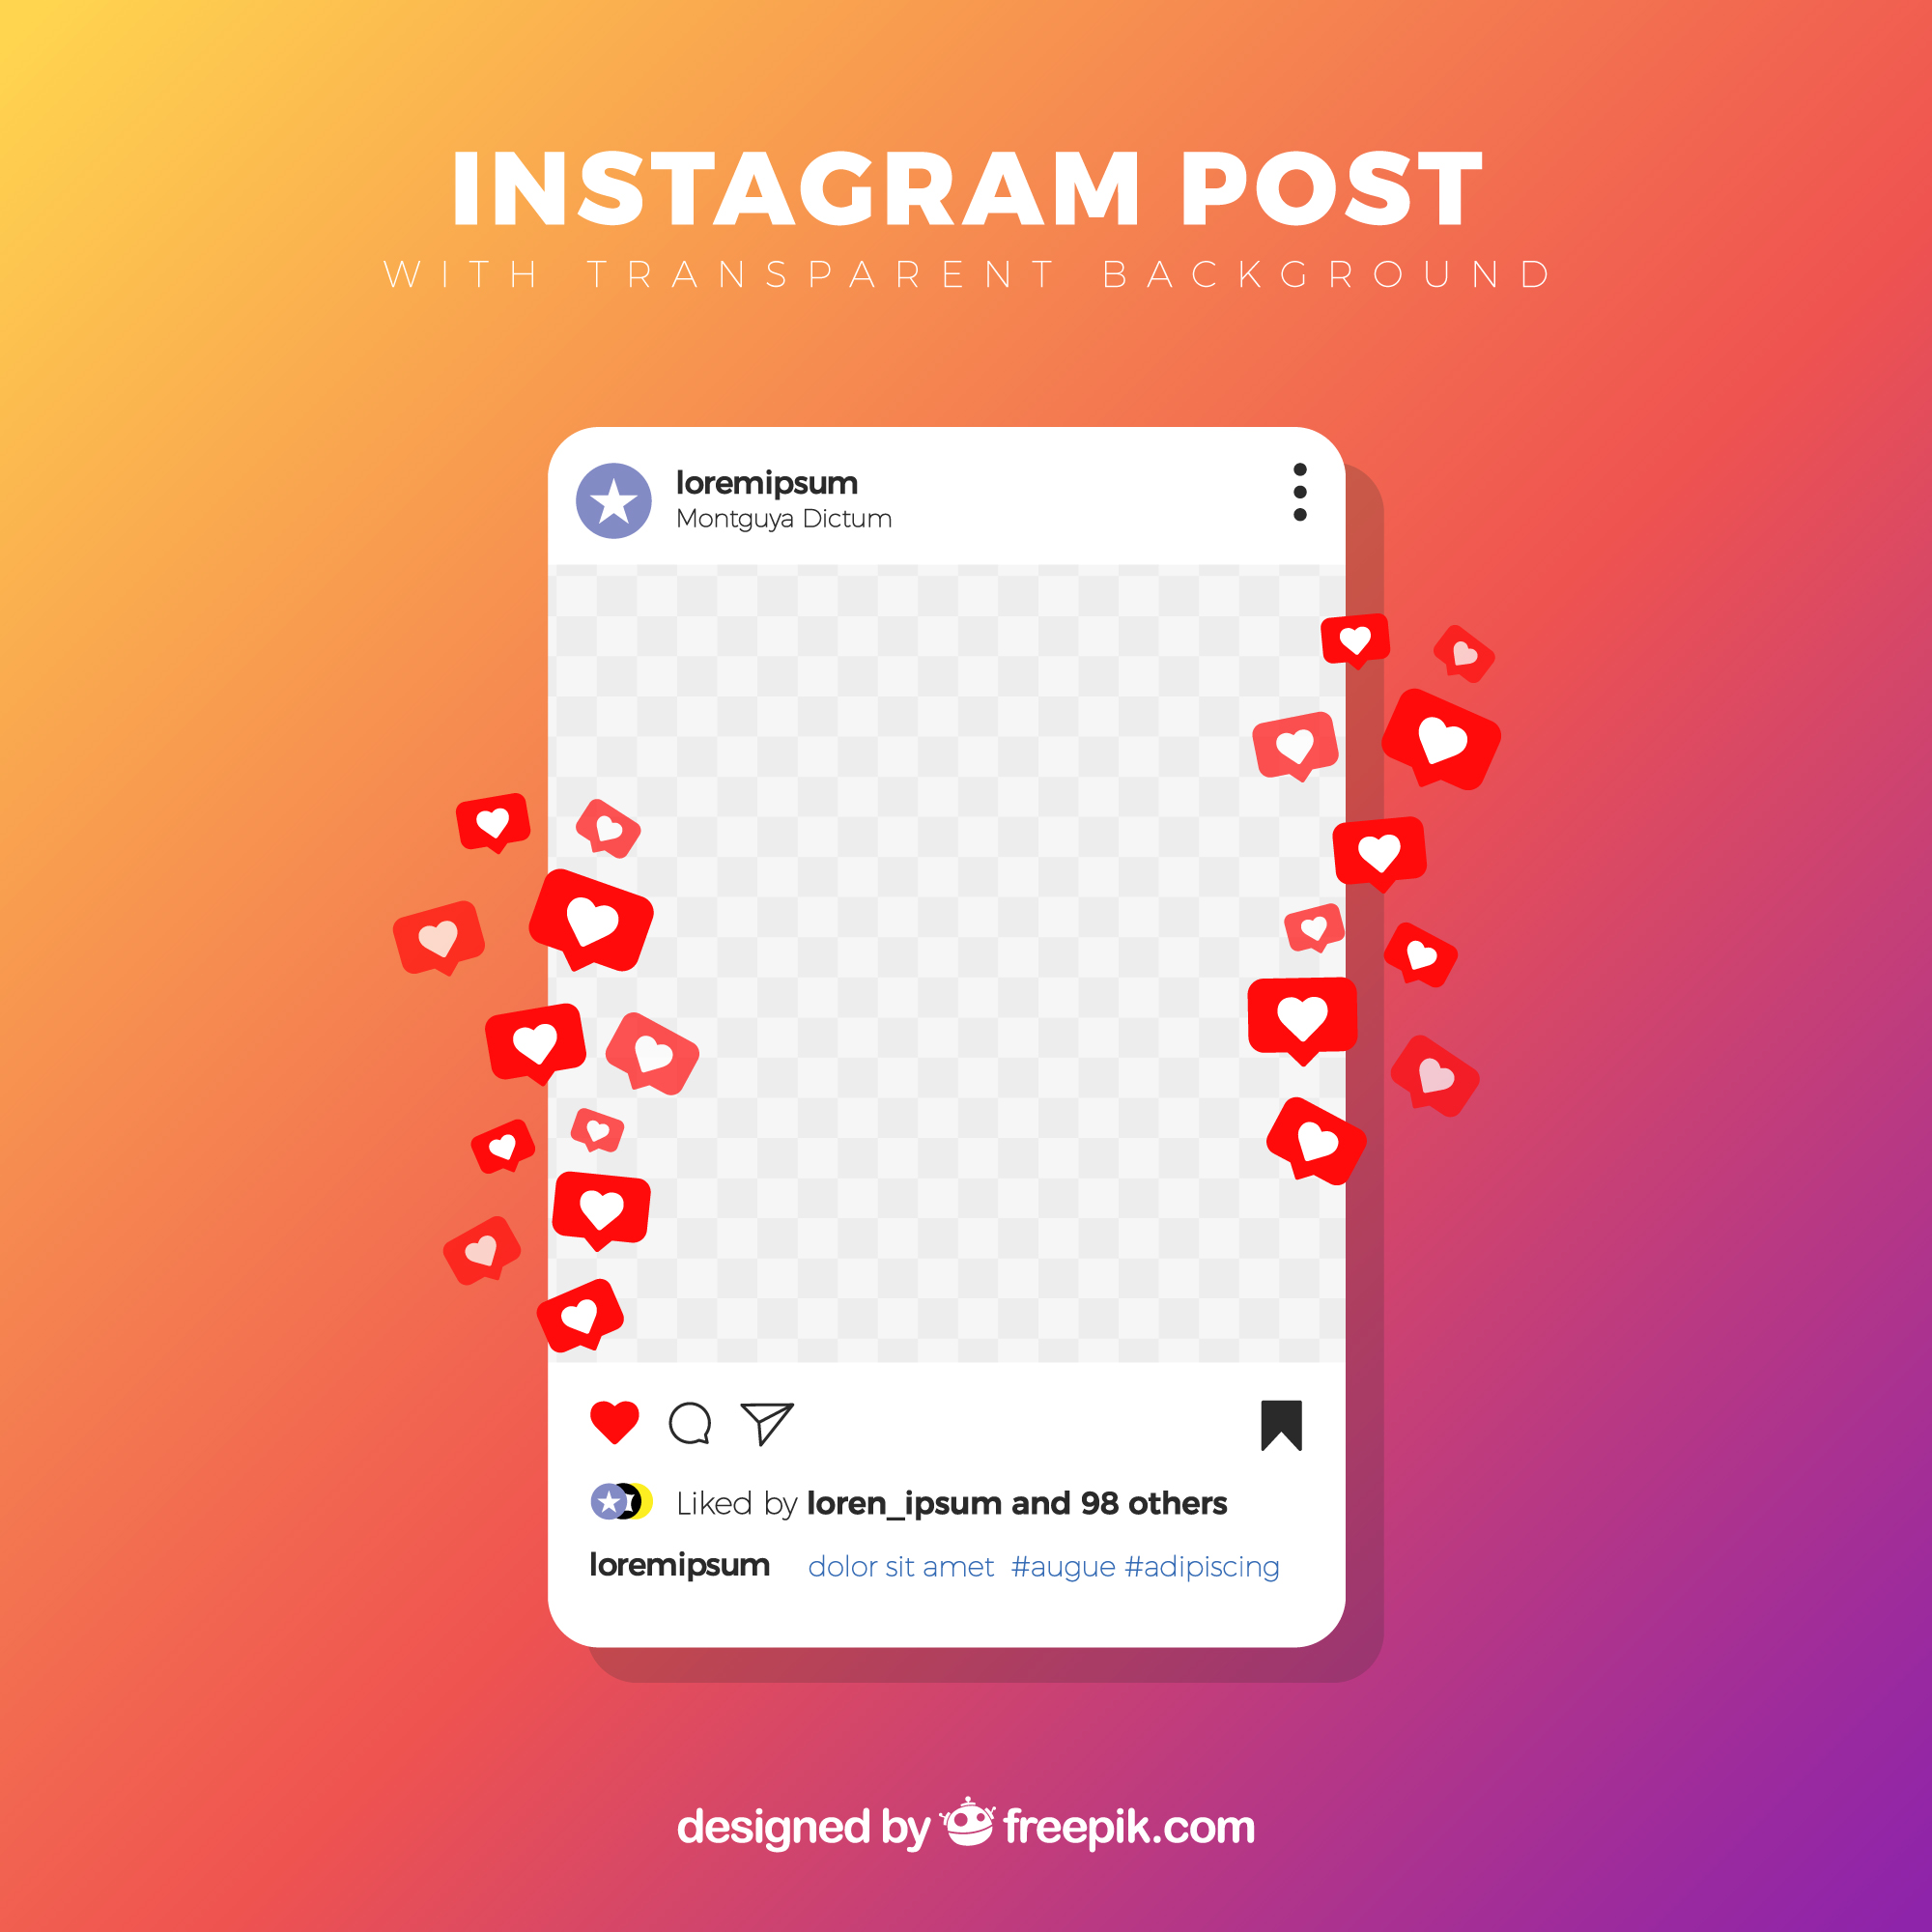 INSTAGRAM POST
WITH TRANSPARENT BACKGROUND
loremipsum
Montguya Dictum
Liked by loren_ipsum and 98 others
loremipsum dolor sit amet #augue #adipiscing
designed by freepik.com